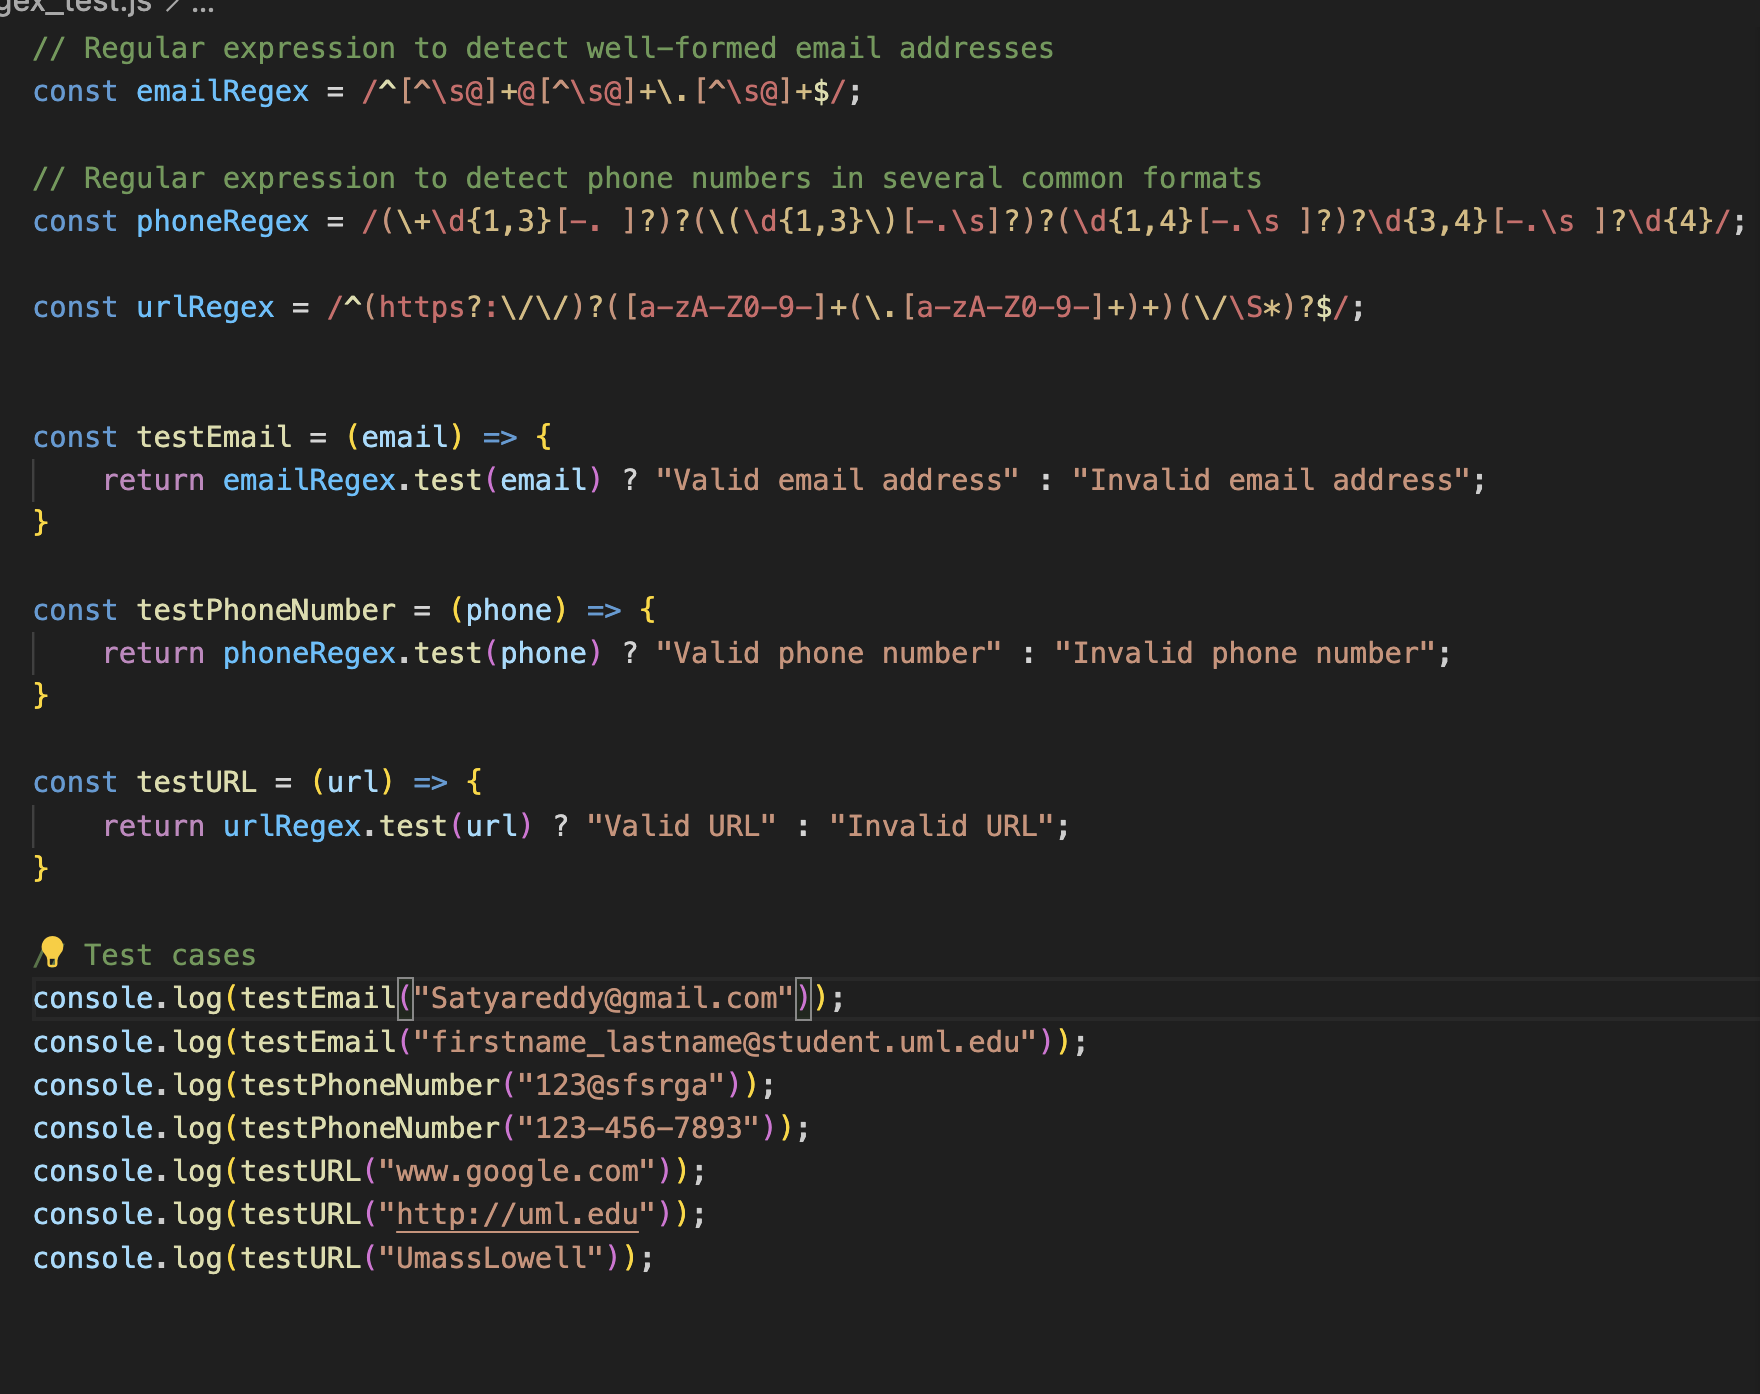 gex_test.js > ...
// Regular expression to detect well-formed email addresses
const emailRegex = /^[^\s@]+@[^\s@]+\.[^\s@]+$/;
// Regular expression to detect phone numbers in several common formats
const phoneRegex = /(\+\d{1,3}[-. ]?)?(\(\d{1,3}\)[-.\s]?)?(\d{1,4}[-.\s ]?)?\d{3,4}[-.\s ]?\d{4}/;
const urlRegex = /^(https?:\/\/)?([a-zA-Z0-9-]+(\.[a-zA-Z0-9-]+)+)(\/\S*)?$/;
const testEmail = (email) => {
    return emailRegex.test(email) ? "Valid email address" : "Invalid email address";
}
const testPhoneNumber = (phone) => {
    return phoneRegex.test(phone) ? "Valid phone number" : "Invalid phone number";
}
const testURL = (url) => {
    return urlRegex.test(url) ? "Valid URL" : "Invalid URL";
}
/ Test cases
console.log(testEmail("Satyareddy@gmail.com"));
console.log(testEmail("firstname_lastname@student.uml.edu"));
console.log(testPhoneNumber("123@sfsrga"));
console.log(testPhoneNumber("123-456-7893"));
console.log(testURL("www.google.com"));
console.log(testURL("http://uml.edu"));
console.log(testURL("UmassLowell"));